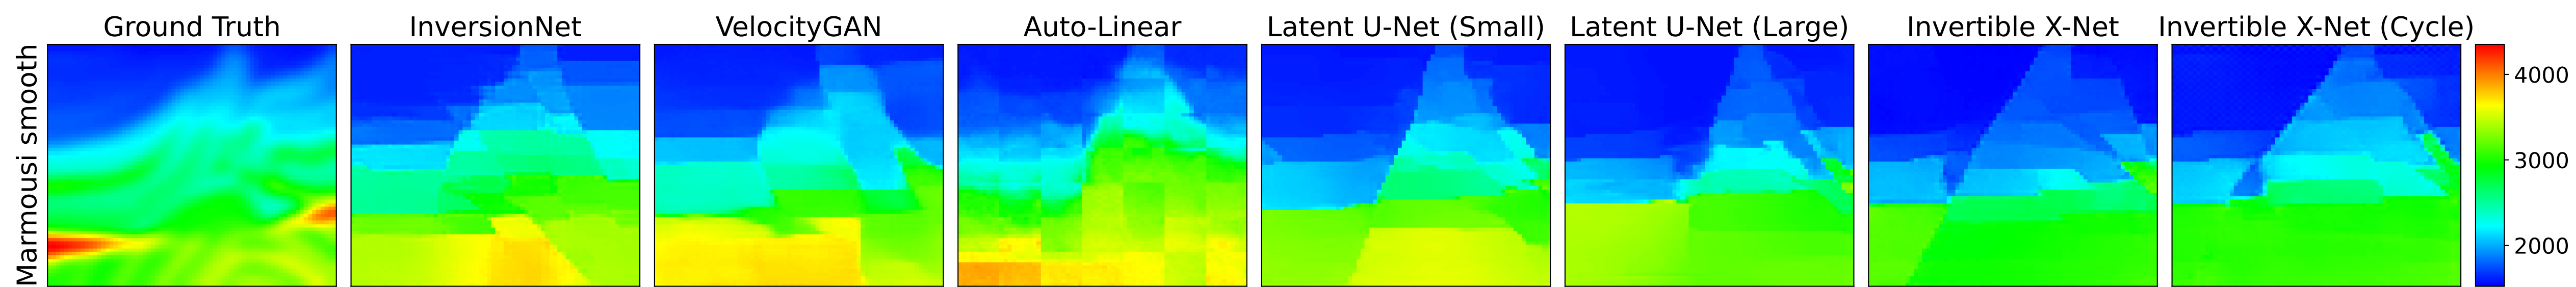 Ground Truth
InversionNet
VelocityGAN
Auto-Linear
Latent U-Net (Small)
Latent U-Net (Large)
Invertible X-Net
Invertible X-Net (Cycle)
Marmousi smooth
4000
3000
2000